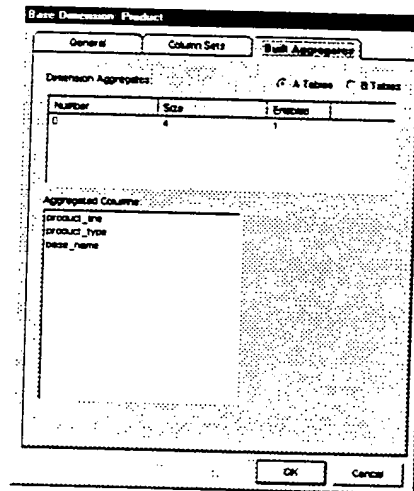 Base Dimension: Product
General Column Sets Built Aggregates
Dimension Aggregates: A Tables B Tables
Number Size Enabled
0 4 1
Aggregated Columns:
product_line
product_type
base_name
OK Cancel